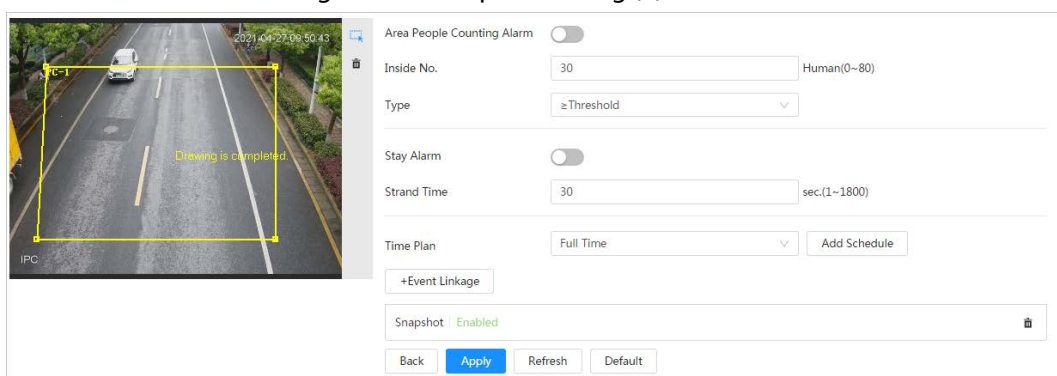 2021-04-27 09:50:43
PC-1
Drawing is completed.
IPC
Area People Counting Alarm
Inside No. 30 Human(0~80)
Type ≥Threshold
Stay Alarm
Strand Time 30 sec.(1~1800)
Time Plan Full Time Add Schedule
+Event Linkage
Snapshot Enabled
Back Apply Refresh Default